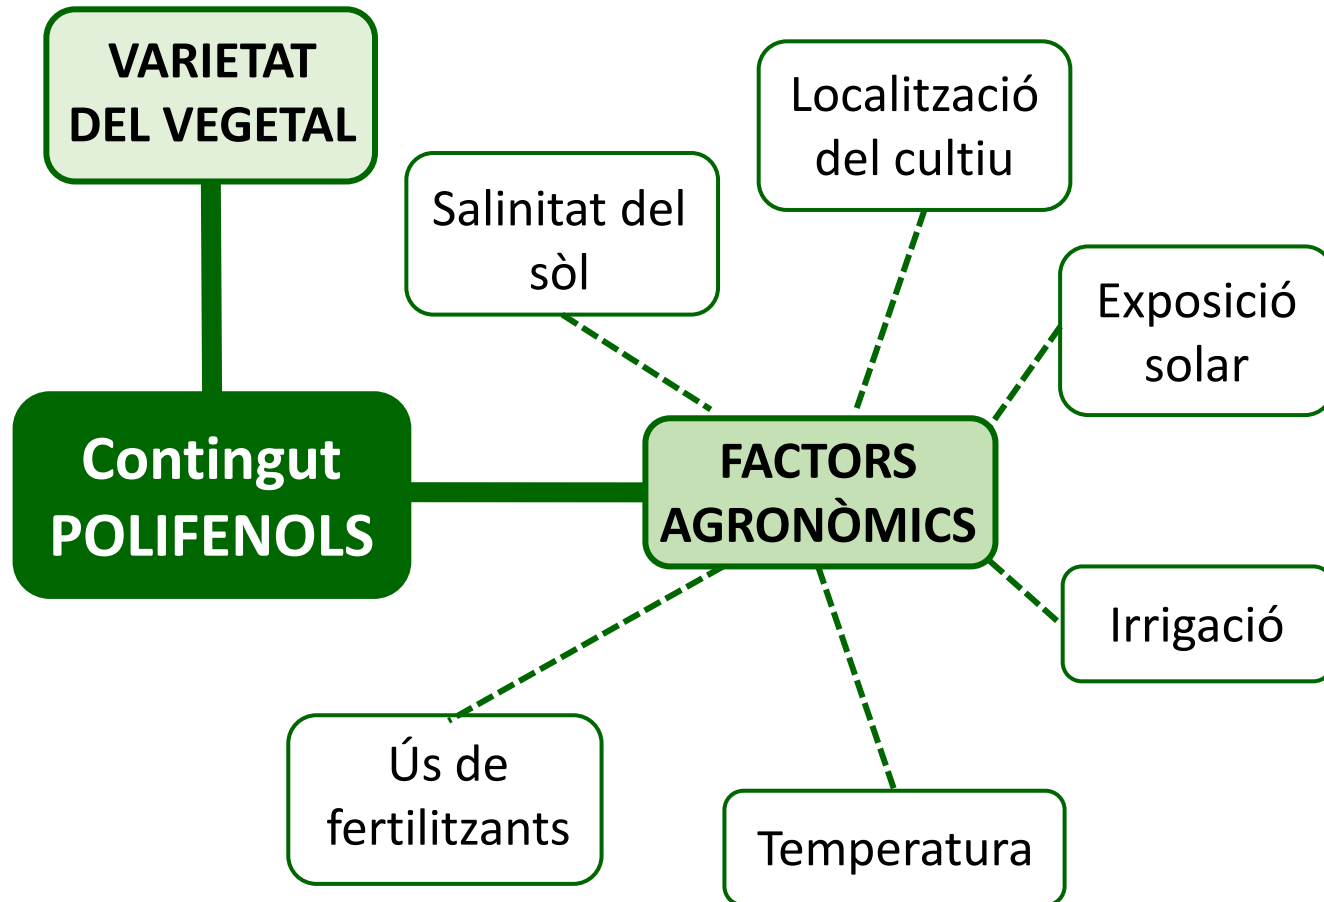 VARIETAT
DEL VEGETAL
Localització
del cultiu
Salinitat del
sòl
Exposició
solar
Contingut
POLIFENOLS
FACTORS
AGRONÒMICS
Irrigació
Ús de
fertilitzants
Temperatura